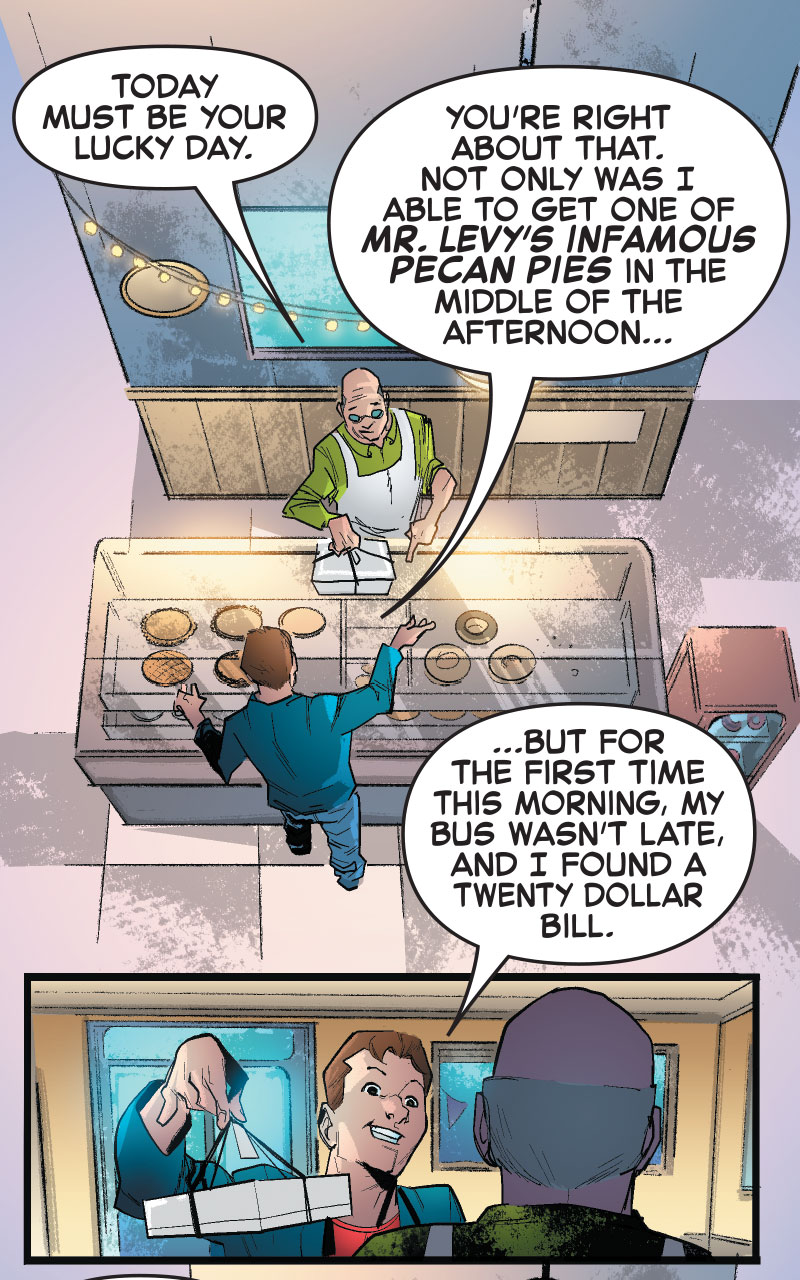 TODAY
MUST BE YOUR
LUCKY DAY.
YOU'RE RIGHT
ABOUT THAT.
NOT ONLY WAS I
ABLE TO GET ONE OF
MR. LEVY'S INFAMOUS
PECAN PIES IN THE
MIDDLE OF THE
AFTERNOON...
...BUT FOR
THE FIRST TIME
THIS MORNING, MY
BUS WASN'T LATE,
AND I FOUND A
TWENTY DOLLAR
BILL.